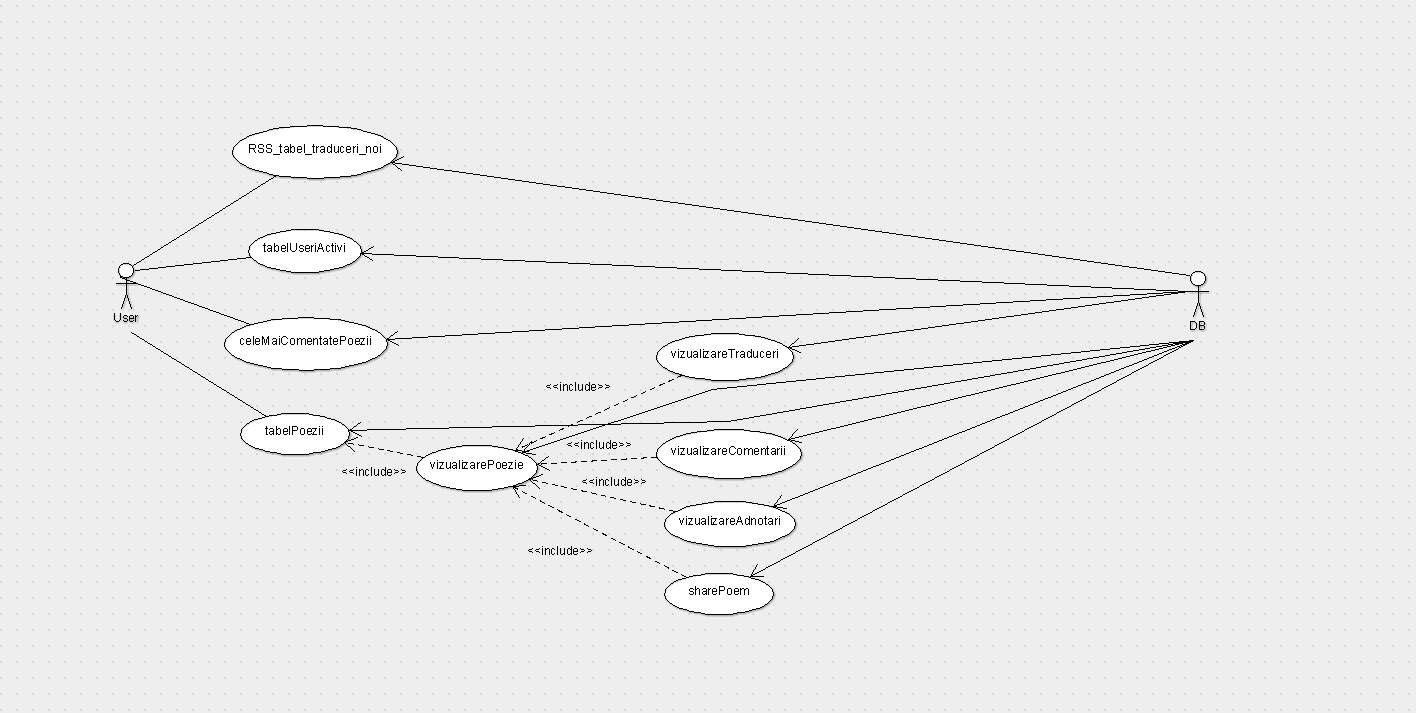 RSS_tabel_traduceri_noi
tabelUseriActivi
User
DB
celeMaiComentatePoezii
vizualizareTraduceri
<<include>>
tabelPoezii
<<include>>
vizualizareComentarii
vizualizarePoezie
<<include>>
<<include>>
vizualizareAdnotari
<<include>>
sharePoem